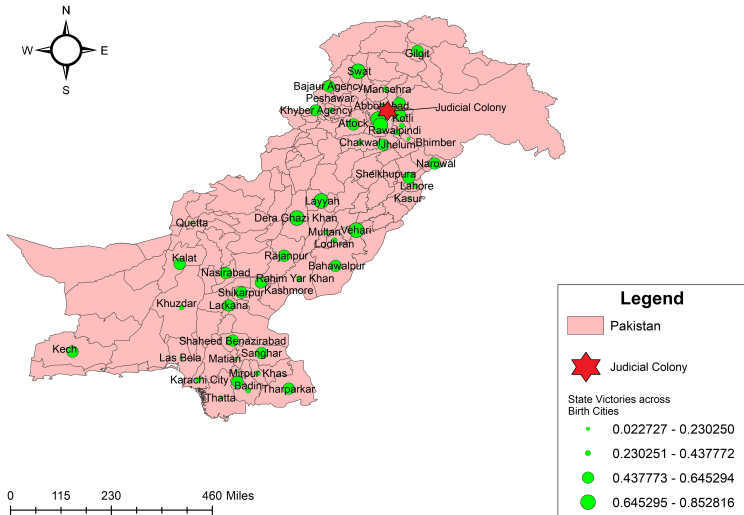 N
W E
S
Gilgit
Swat
Bajaur Agency
Mansehra
Peshawar
Abbottabad
Judicial Colony
Khyber Agency
Kotli
Attock
Rawalpindi
Chakwal
Jhelum
Bhimber
Narowal
Sheikhupura
Lahore
Kasur
Layyah
Dera Ghazi Khan
Quetta
Multan
Vehari
Lodhran
Kalat
Rajanpur
Bahawalpur
Nasirabad
Rahim Yar Khan
Shikarpur
Kashmore
Khuzdar
Larkana
Shaheed Benazirabad
Kech
Sanghar
Las Bela
Matiari
Mirpur Khas
Karachi City
Badin
Tharparkar
Thatta
Legend
Pakistan
Judicial Colony
State Victories across
Birth Cities
0.022727 - 0.230250
0.230251 - 0.437772
0.437773 - 0.645294
0.645295 - 0.852816
0 115 230 460 Miles